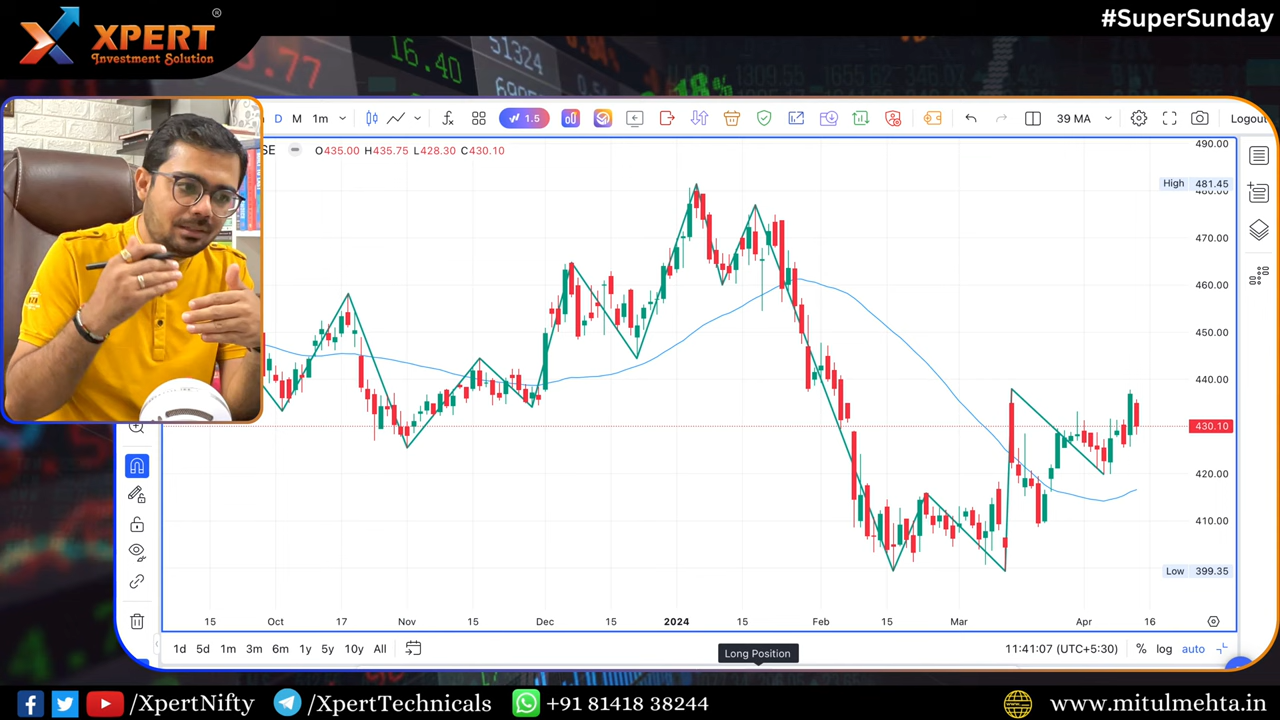 XPERT
Investment Solution
®
#SuperSunday
16.40
51324
D M 1m
1.5
39 MA
Logout
SE O435.00 H435.75 L428.30 C430.10
490.00
High 481.45
480.00
470.00
460.00
450.00
440.00
430.10
420.00
410.00
Low 399.35
15 Oct 17 Nov 15 Dec 15 2024 15 Feb 15 Mar Apr 16
1d 5d 1m 3m 6m 1y 5y 10y All
11:41:07 (UTC+5:30) % log auto
Long Position
/XpertNifty /XpertTechnicals +91 81418 38244 www.mitulmehta.in